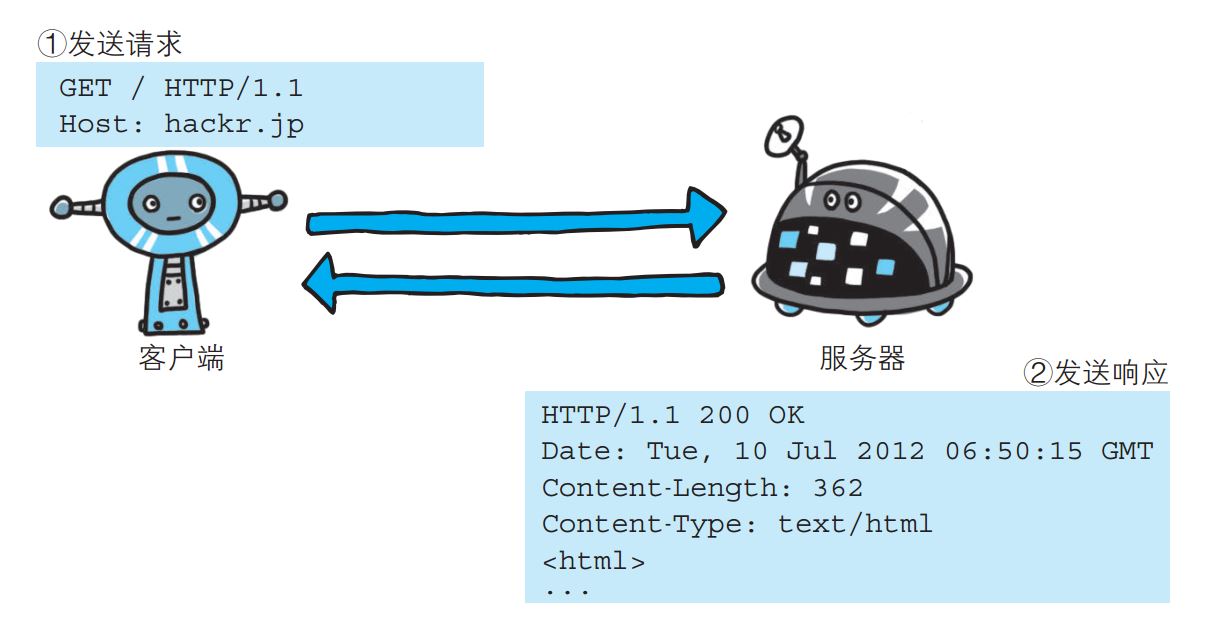 ①发送请求
GET / HTTP/1.1
Host: hackr.jp
客户端
服务器
②发送响应
HTTP/1.1 200 OK
Date: Tue, 10 Jul 2012 06:50:15 GMT
Content-Length: 362
Content-Type: text/html
<html>
...